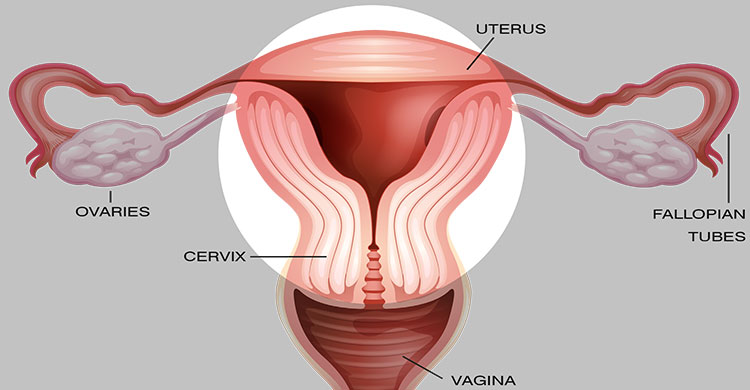 UTERUS
OVARIES
FALLOPIAN
TUBES
CERVIX
VAGINA